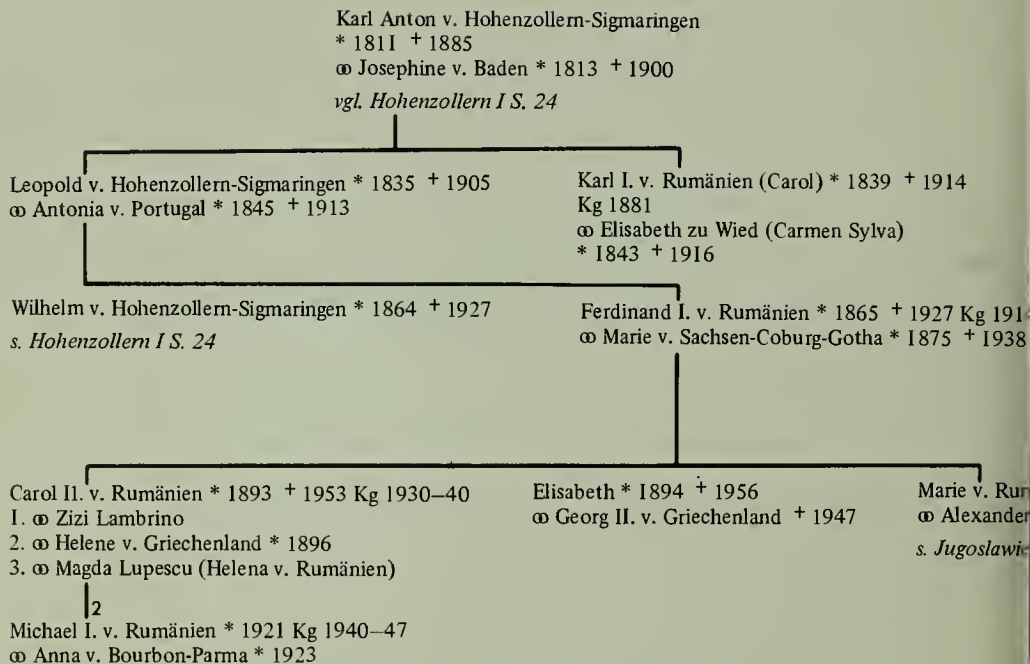 Karl Anton v. Hohenzollern-Sigmaringen
* 1811 + 1885
⚭ Josephine v. Baden * 1813 + 1900
vgl. Hohenzollern I S. 24
Leopold v. Hohenzollern-Sigmaringen * 1835 + 1905
⚭ Antonia v. Portugal * 1845 + 1913
Karl I. v. Rumänien (Carol) * 1839 + 1914
Kg 1881
⚭ Elisabeth zu Wied (Carmen Sylva)
* 1843 + 1916
Wilhelm v. Hohenzollern-Sigmaringen * 1864 + 1927
s. Hohenzollern I S. 24
Ferdinand I. v. Rumänien * 1865 + 1927 Kg
⚭ Marie v. Sachsen-Coburg-Gotha * 1875 + 1938
Carol II. v. Rumänien * 1893 + 1953 Kg 1930–40
1. ⚭ Zizi Lambrino
2. ⚭ Helene v. Griechenland * 1896
3. ⚭ Magda Lupescu (Helena v. Rumänien)
Elisabeth * 1894 + 1956
⚭ Georg II. v. Griechenland + 1947
Marie v.
⚭ Alexander
s.
2
Michael I. v. Rumänien * 1921 Kg 1940–47
⚭ Anna v. Bourbon-Parma * 1923